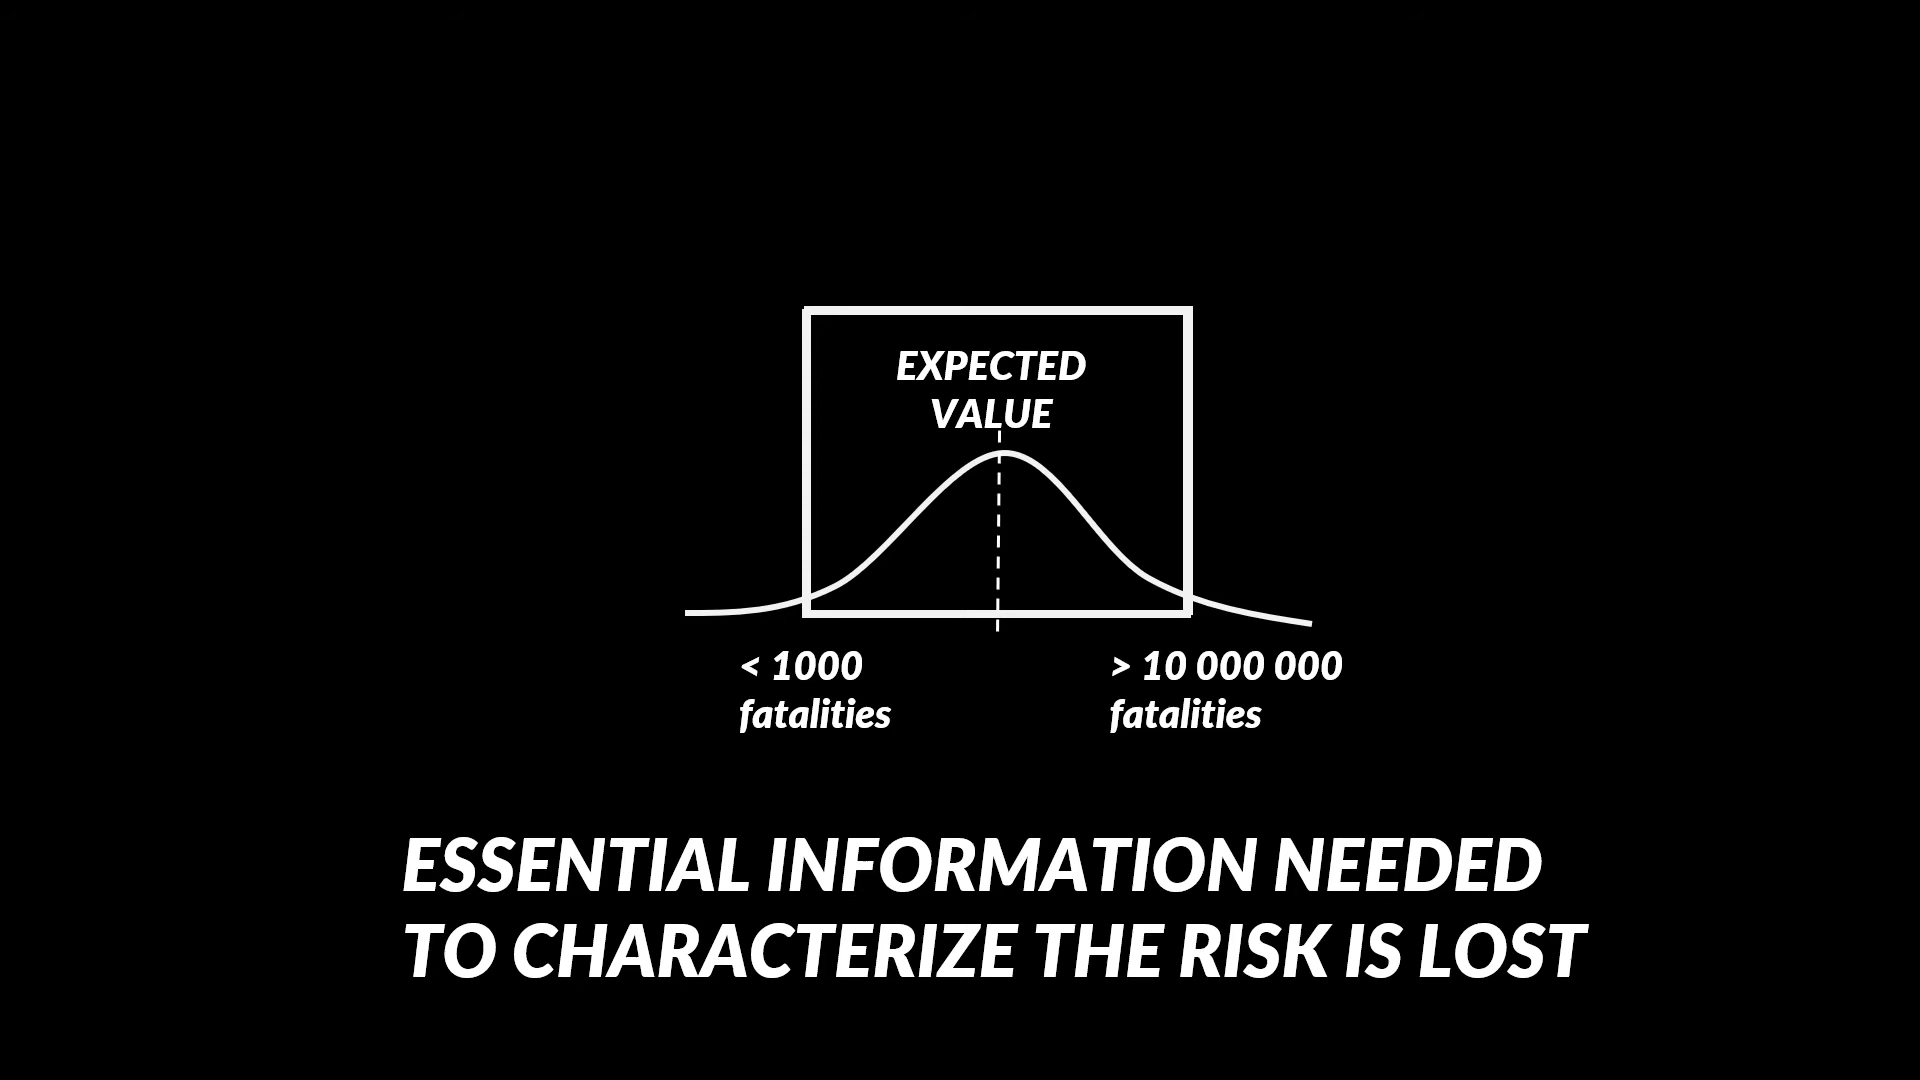 EXPECTED
VALUE
< 1000
fatalities
> 10 000 000
fatalities
ESSENTIAL INFORMATION NEEDED
TO CHARACTERIZE THE RISK IS LOST